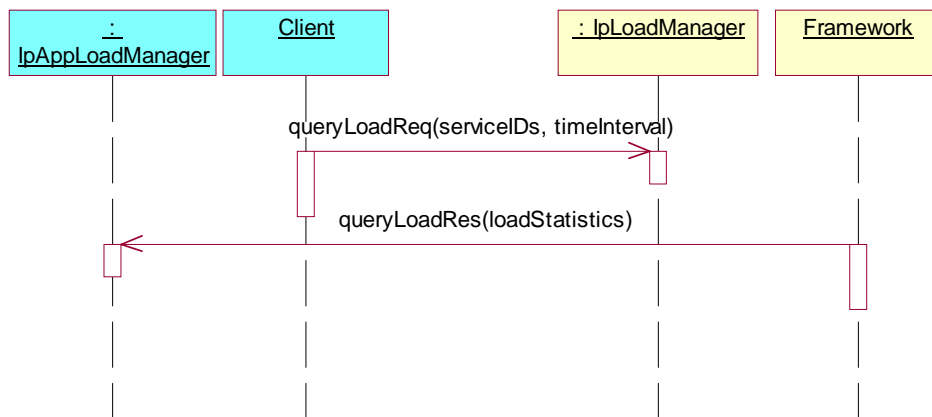 :
IpAppLoadManager
Client
: IpLoadManager
Framework
queryLoadReq(serviceIDs, timeInterval)
queryLoadRes(loadStatistics)